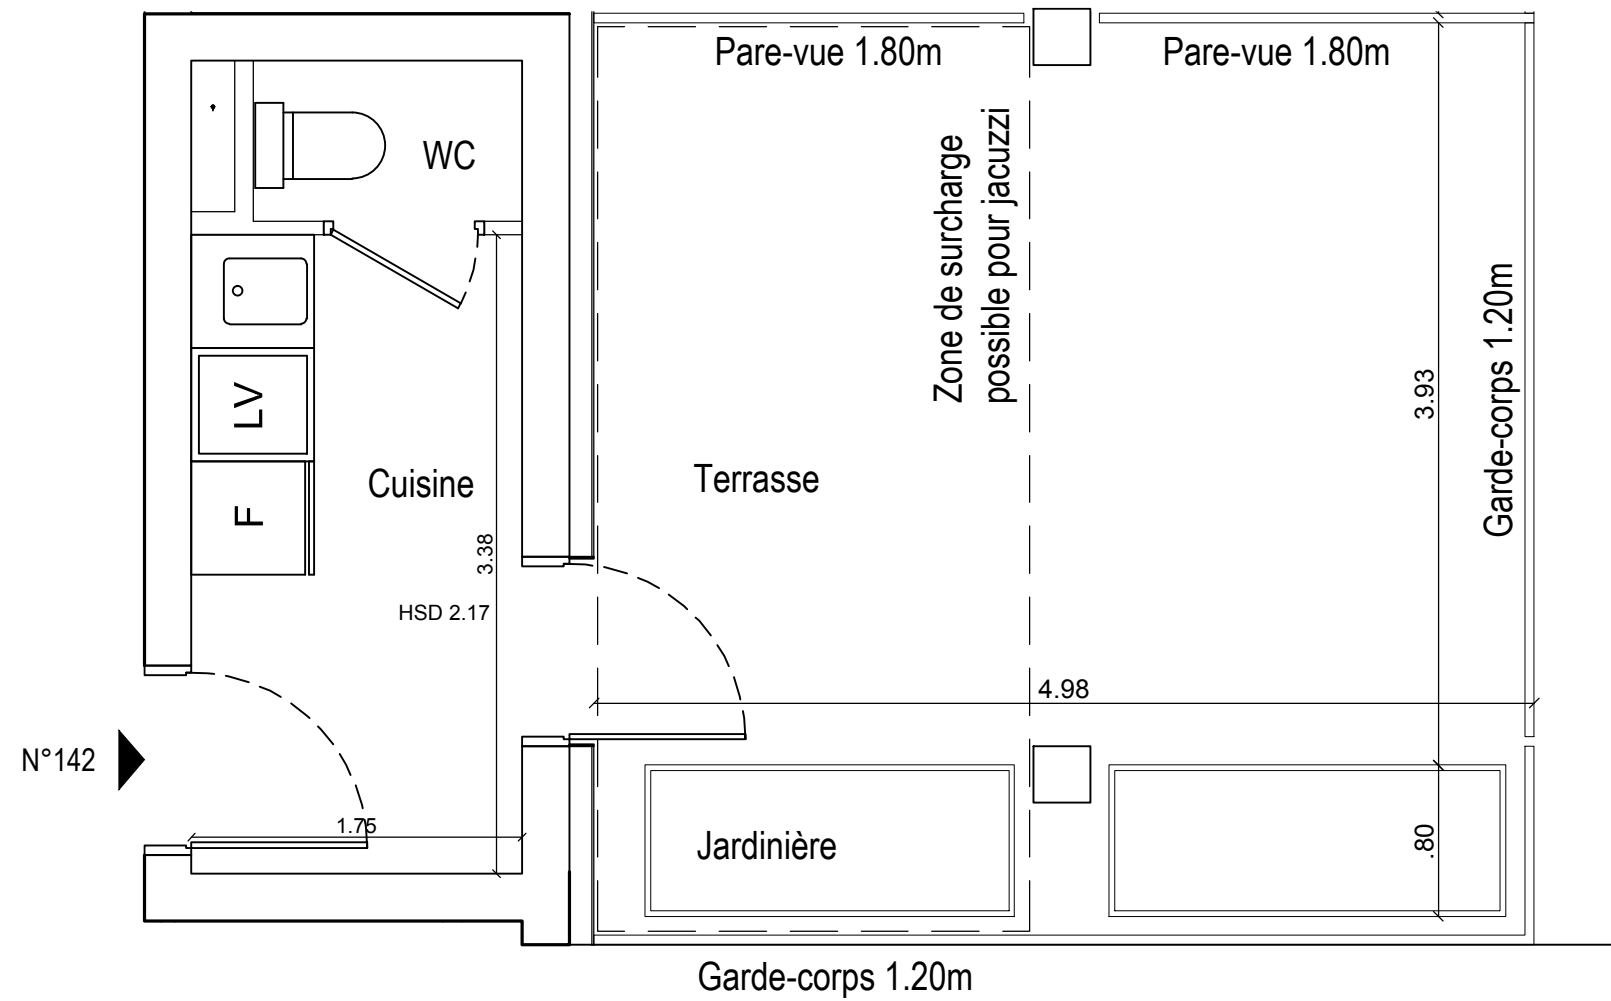 Pare-vue 1.80m
Pare-vue 1.80m
WC
Zone de surcharge
possible pour jacuzzi
Garde-corps 1.20m
LV
3.93
Cuisine
Terrasse
F
3.38
HSD 2.17
4.98
N°142
1.75
Jardinière
.80
Garde-corps 1.20m